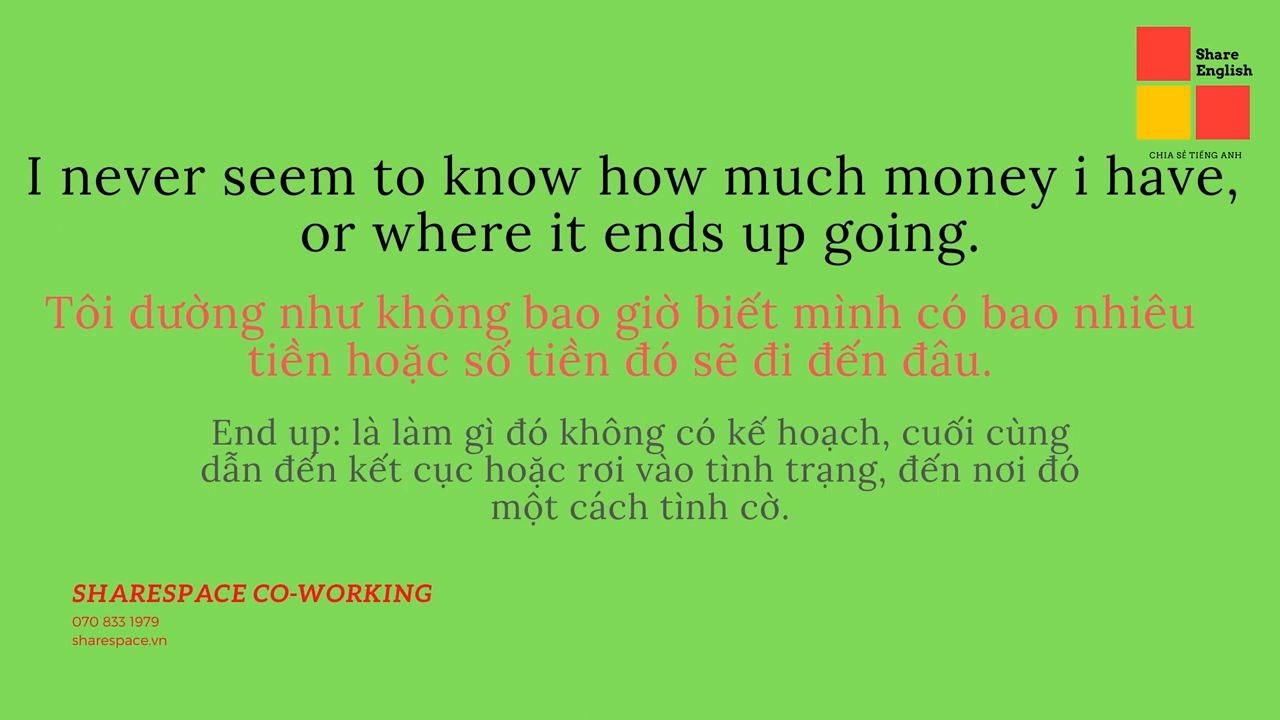 Share
English
CHIA SẺ TIẾNG ANH
I never seem to know how much money i have,
or where it ends up going.
Tôi dường như không bao giờ biết mình có bao nhiêu
tiền hoặc số tiền đó sẽ đi đến đâu.
End up: là làm gì đó không có kế hoạch, cuối cùng
dẫn đến kết cục hoặc rơi vào tình trạng, đến nơi đó
một cách tình cờ.
SHARESPACE CO-WORKING
070 833 1979
sharespace.vn